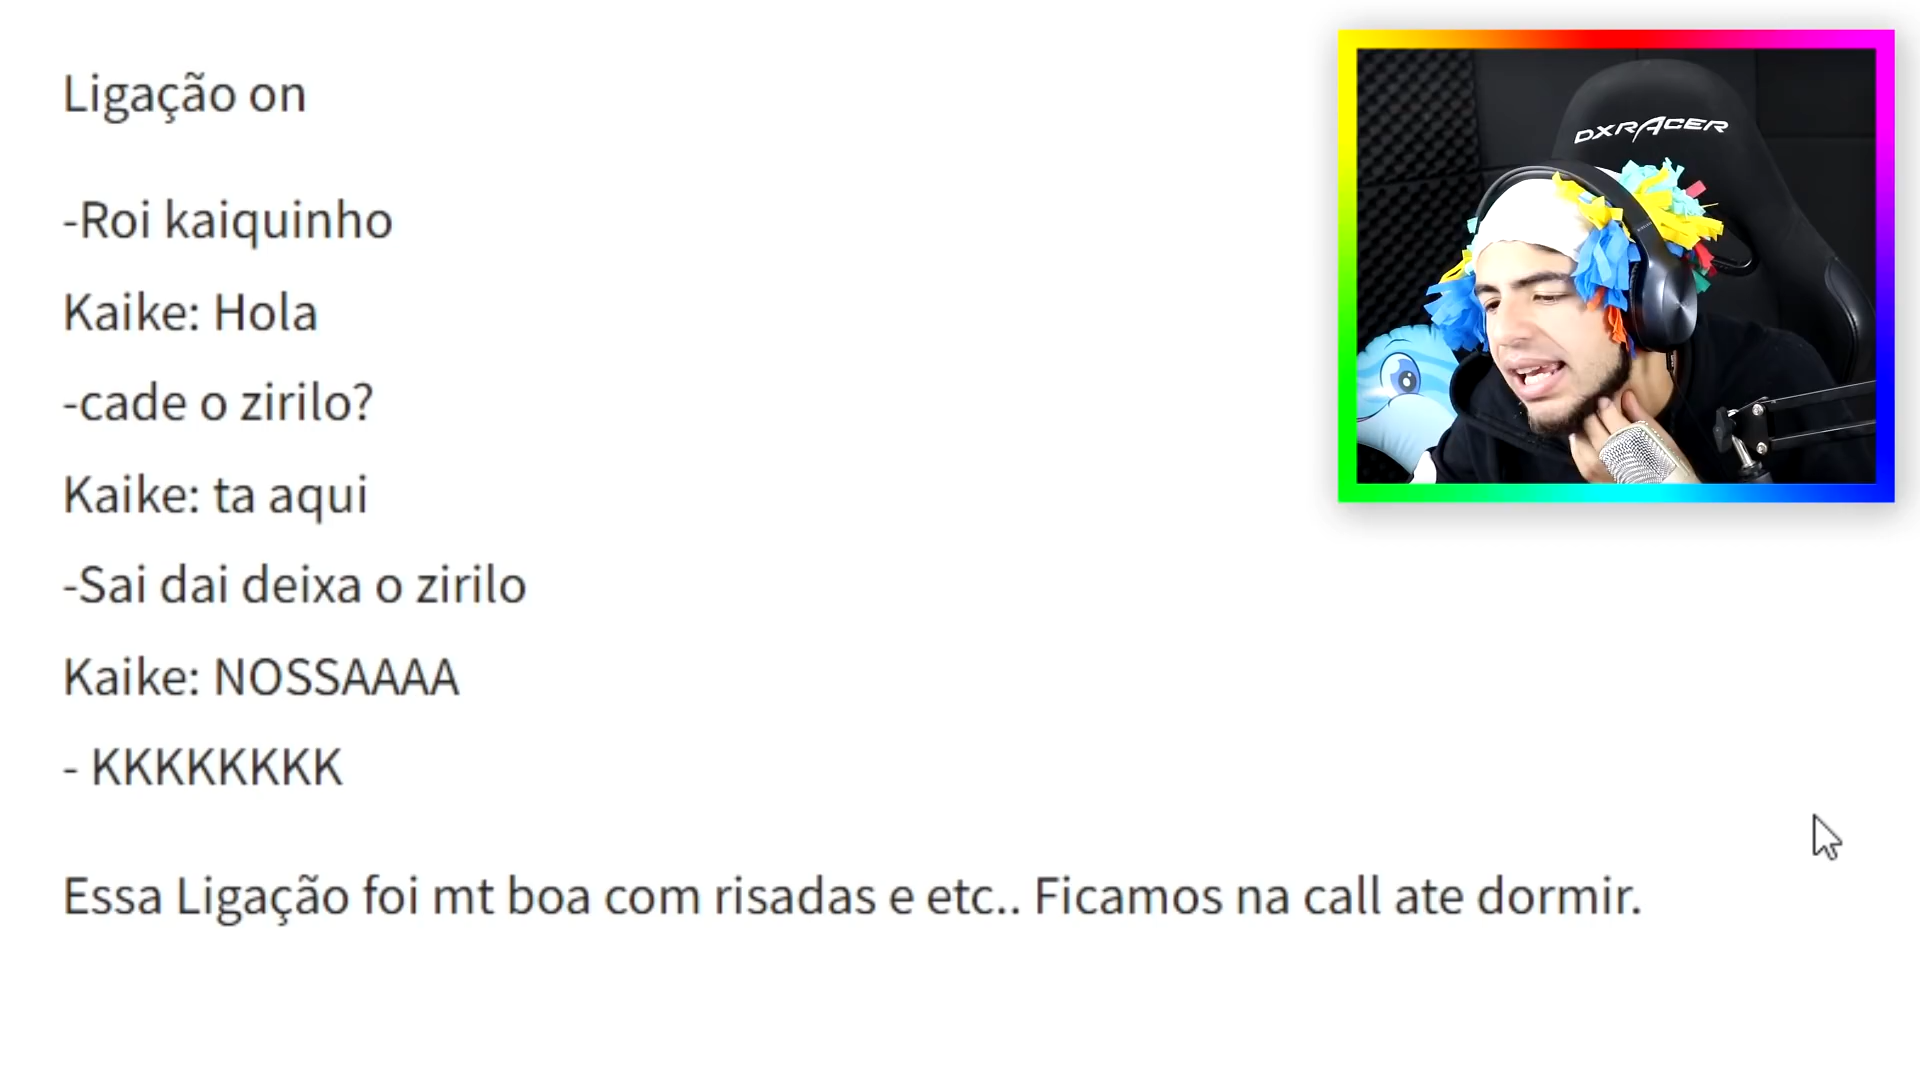 Ligação on
-Roi kaiquinho
Kaike: Hola
-cade o zirilo?
Kaike: ta aqui
-Sai dai deixa o zirilo
Kaike: NOSSAAAA
- KKKKKKKK
Essa Ligação foi mt boa com risadas e etc.. Ficamos na call ate dormir.
DXRACER